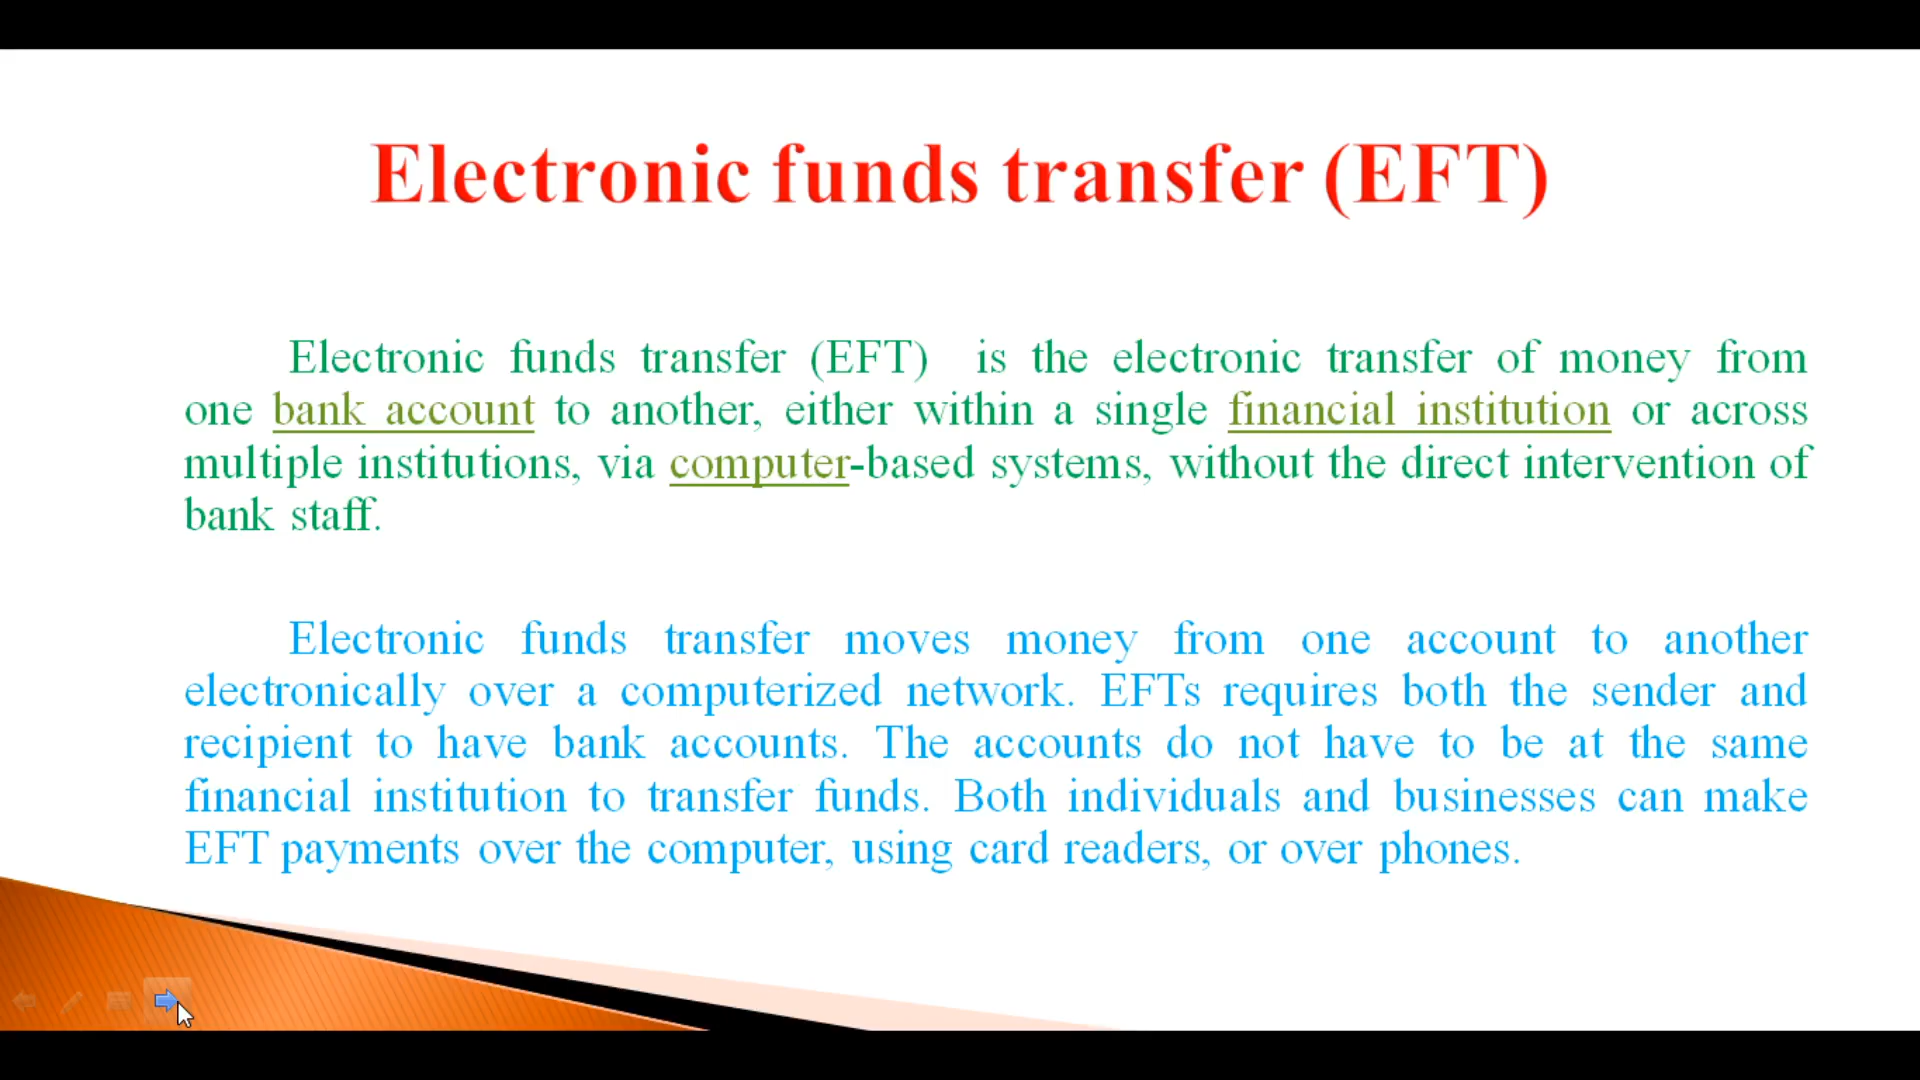 Electronic funds transfer (EFT)
Electronic funds transfer (EFT) is the electronic transfer of money from
one bank account to another, either within a single financial institution or across
multiple institutions, via computer-based systems, without the direct intervention of
bank staff.
Electronic funds transfer moves money from one account to another
electronically over a computerized network. EFTs requires both the sender and
recipient to have bank accounts. The accounts do not have to be at the same
financial institution to transfer funds. Both individuals and businesses can make
EFT payments over the computer, using card readers, or over phones.